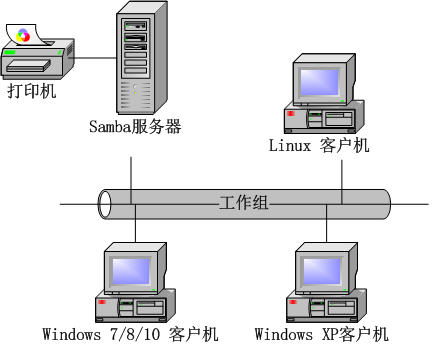 打印机
Samba服务器
Linux 客户机
工作组
Windows 7/8/10 客户机
Windows XP客户机